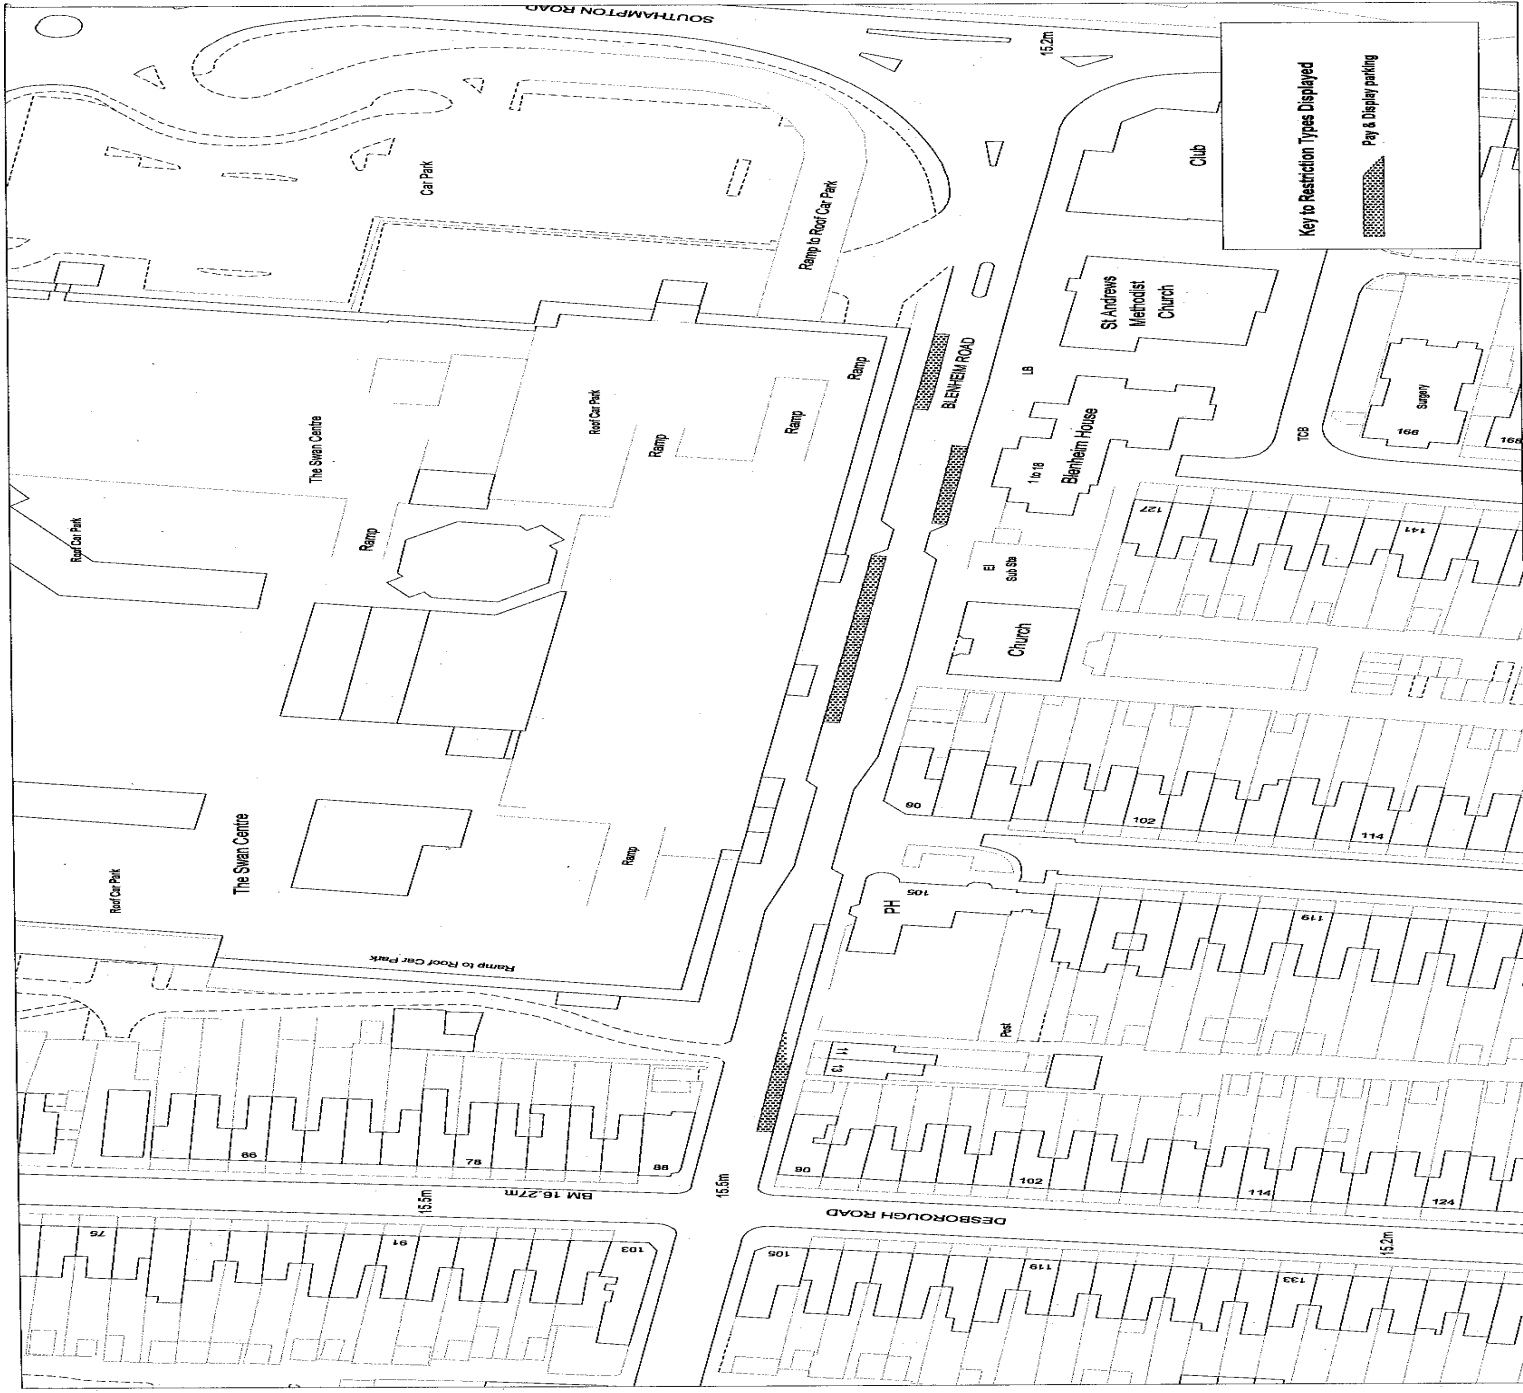 SOUTHAMPTON ROAD
15.2m
Key to Restriction Types Displayed
Pay & Display parking
Car Park
Club
Ramp to Roof Car Park
St Andrews
Methodist
Church
BLENHEIM ROAD
LB
Ramp
The Swan Centre
Roof Car Park
Ramp
Ramp
Surgery
166
168
TCB
1 to 18
Blenheim House
Roof Car Park
Ramp
127
141
El
Sub Sta
Church
90
102
114
The Swan Centre
Roof Car Park
Ramp
PH
105
119
Ramp to Roof Car Park
Post
11
13
66
78
88
90
102
114
124
BM 16.27m
15.5m
15.5m
DESBOROUGH ROAD
15.2m
75
91
103
105
119
133